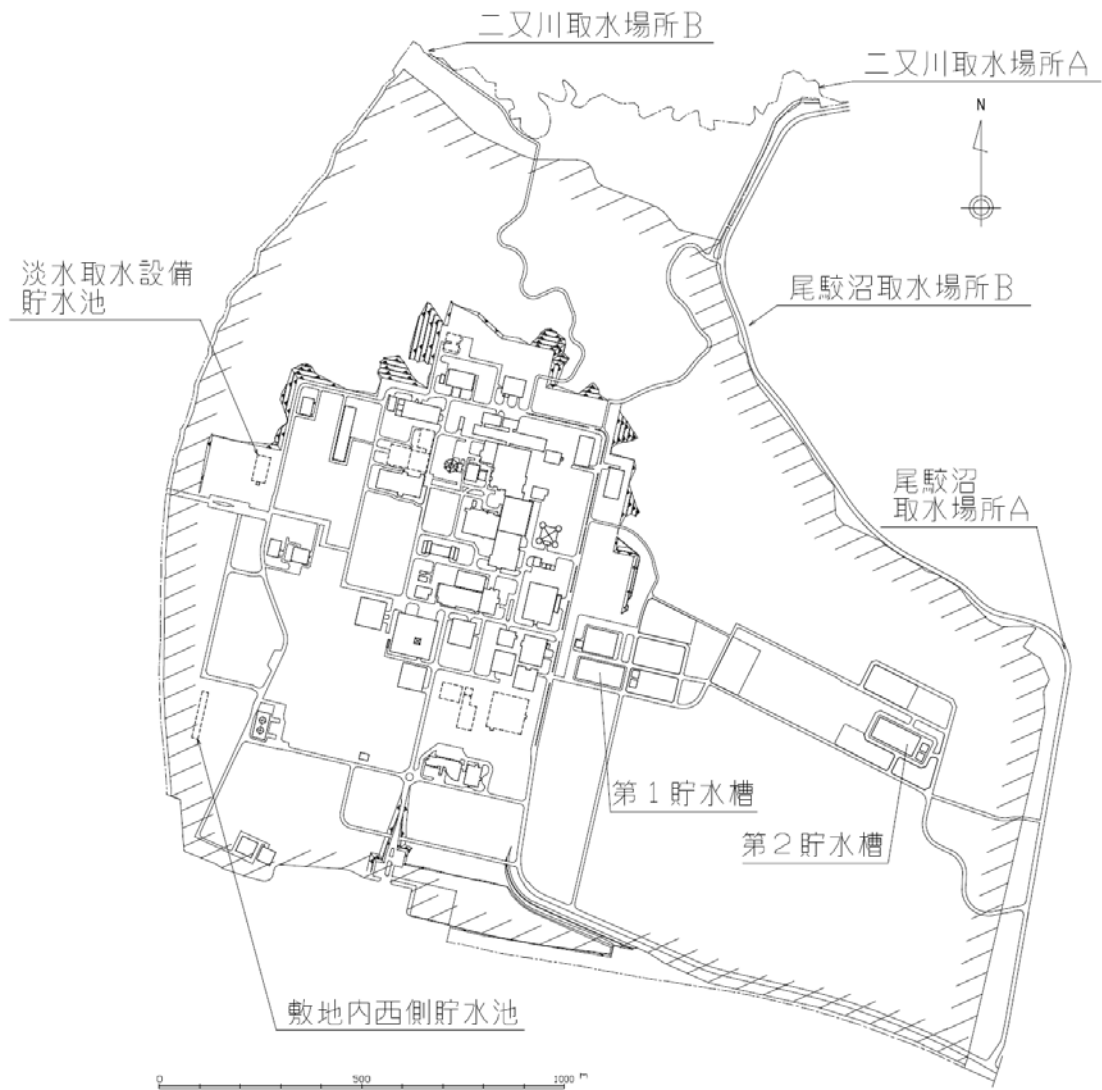 二又川取水場所B
二又川取水場所A
N
淡水取水設備
貯水池
尾駮沼取水場所B
尾駮沼
取水場所A
第1貯水槽
第2貯水槽
敷地内西側貯水池
0 500 1000 m